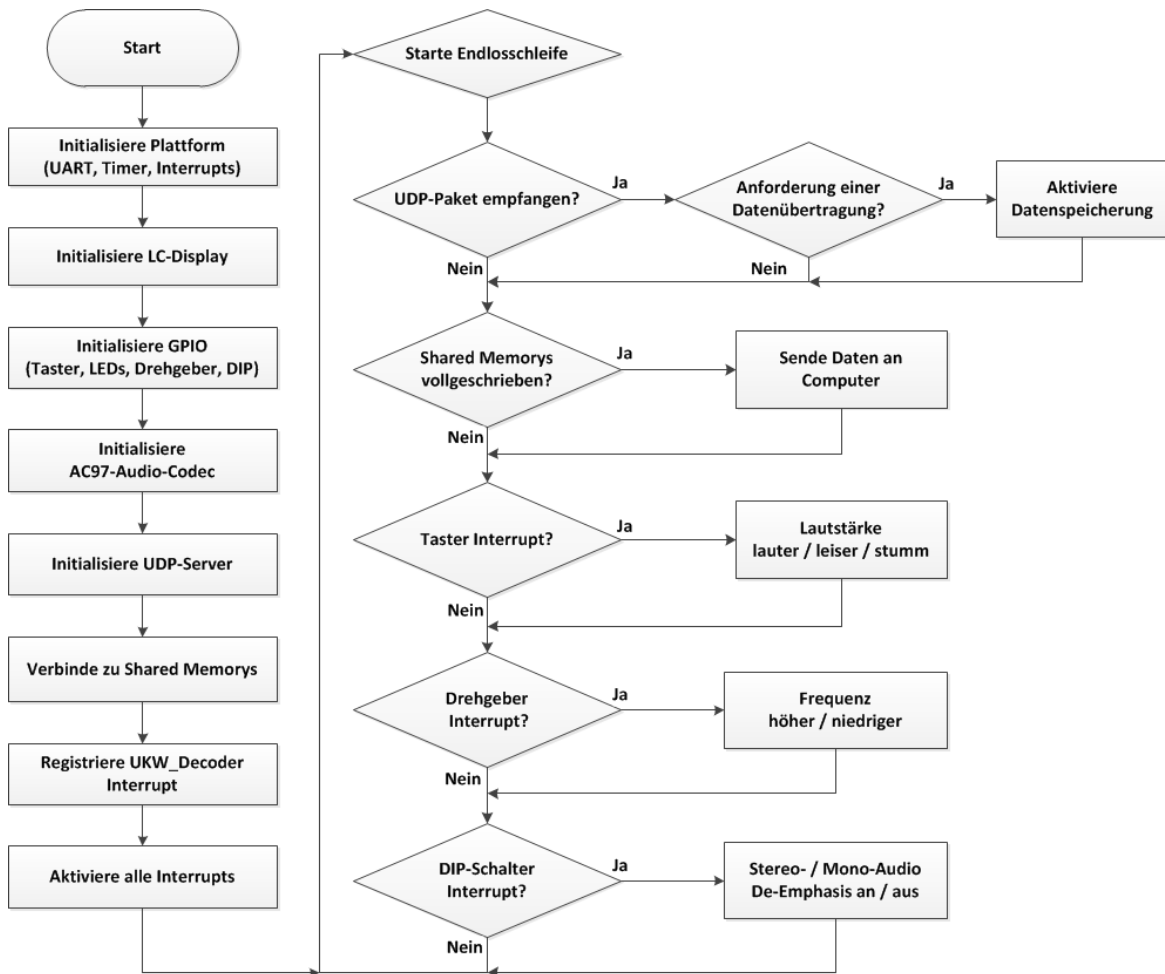 Start
Initialisiere Plattform
(UART, Timer, Interrupts)
Initialisiere LC-Display
Initialisiere GPIO
(Taster, LEDs, Drehgeber, DIP)
Initialisiere
AC97-Audio-Codec
Initialisiere UDP-Server
Verbinde zu Shared Memorys
Registriere UKW_Decoder
Interrupt
Aktiviere alle Interrupts
Starte Endlosschleife
UDP-Paket empfangen?
Ja
Anforderung einer
Datenübertragung?
Ja
Aktiviere
Datenspeicherung
Nein
Nein
Shared Memorys
vollgeschrieben?
Ja
Sende Daten an
Computer
Nein
Taster Interrupt?
Ja
Lautstärke
lauter / leiser / stumm
Nein
Drehgeber
Interrupt?
Ja
Frequenz
höher / niedriger
Nein
DIP-Schalter
Interrupt?
Ja
Stereo- / Mono-Audio
De-Emphasis an / aus
Nein